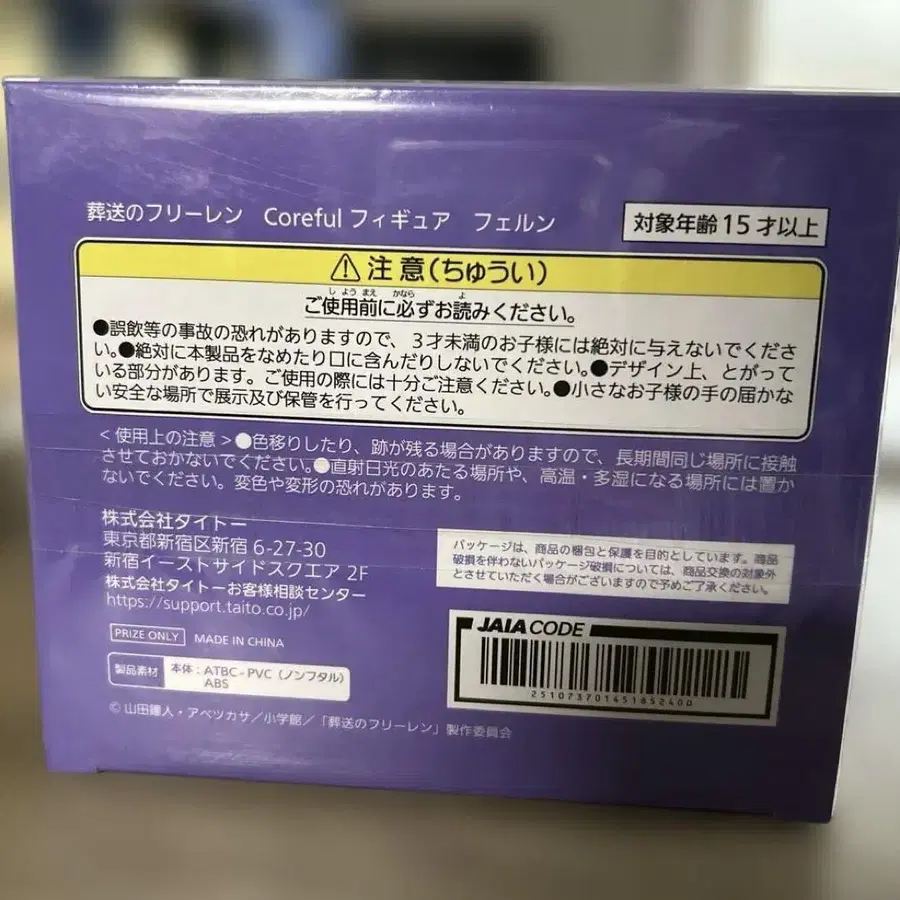 葬送のフリーレン Coreful フィギュア フェルン
対象年齢15才以上
⚠注意(ちゅうい)
ご使用前に必ずお読みください。
●誤飲等の事故の恐れがありますので、3才未満のお子様には絶対に与えないでくださ
い。●絶対に本製品をなめたり口に含んだりしないでください。●デザイン上、とがって
いる部分があります。ご使用の際には十分ご注意ください。●小さなお子様の手の届かな
い安全な場所で展示及び保管を行ってください。
<使用上の注意>●色移りしたり、跡が残る場合がありますので、長期間同じ場所に接触
させておかないでください。●直射日光のあたる場所や、高温・多湿になる場所には置か
ないでください。変色や変形の恐れがあります。
株式会社タイトー
東京都新宿区新宿 6-27-30
新宿イーストサイドスクエア 2F
株式会社タイトーお客様相談センター
https://support.taito.co.jp/
PRIZE ONLY MADE IN CHINA
製品素材 本体:ATBC-PVC(ノンフタル)
ABS
©山田鐘人・アベツカサ/小学館/「葬送のフリーレン」製作委員会
パッケージは、商品の梱包と保護を目的としています。商品
破損を伴わないパッケージ破損については、商品交換の対象外
とさせていただく場合がございますので予めご了承ください。
JAIA CODE
2510737014518524 00